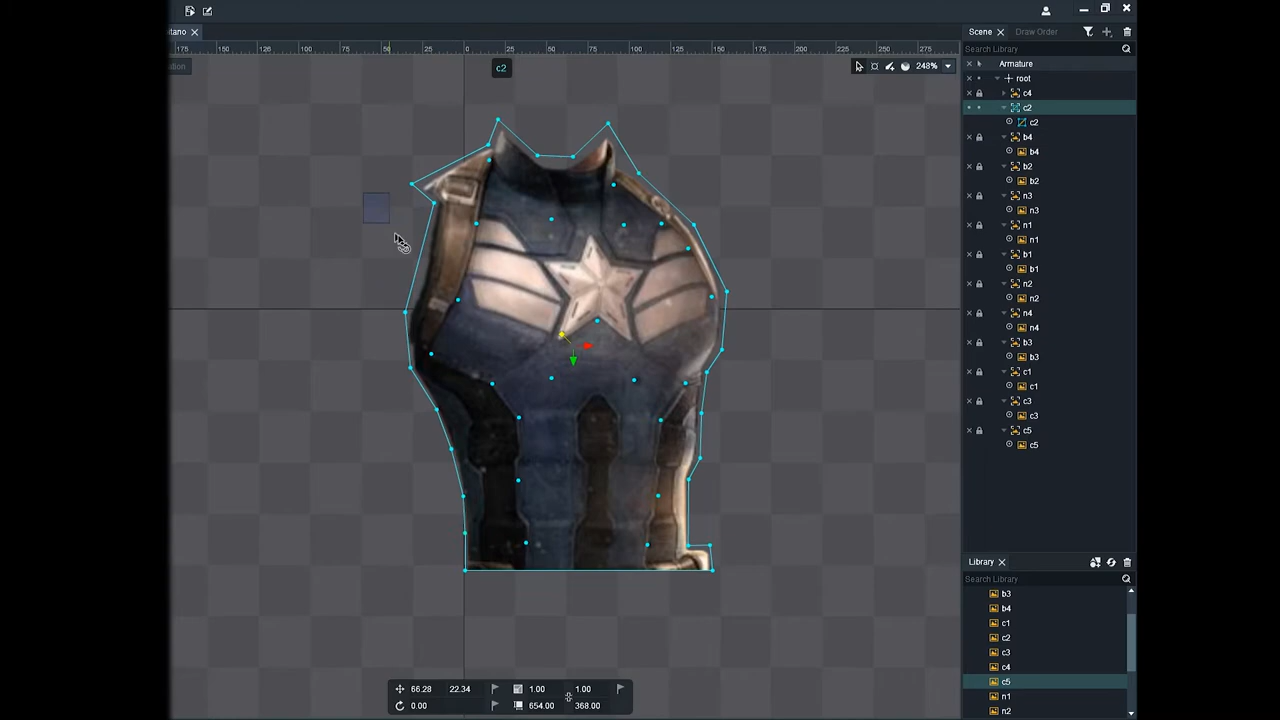 tano
Scene
Draw Order
175 150 125 100 75 50 25 0 25 50 75 100 125 150 175 200 225 250 275
Search Library
c2
248%
Armature
root
c4
c2
c2
b4
b4
b2
b2
n3
n3
n1
n1
b1
b1
n2
n2
n4
n4
b3
b3
c1
c1
c3
c3
c5
c5
Library
Search Library
b3
b4
c1
c2
c3
c4
c5
n1
n2
66.28 22.34 1.00 1.00
0.00 654.00 368.00